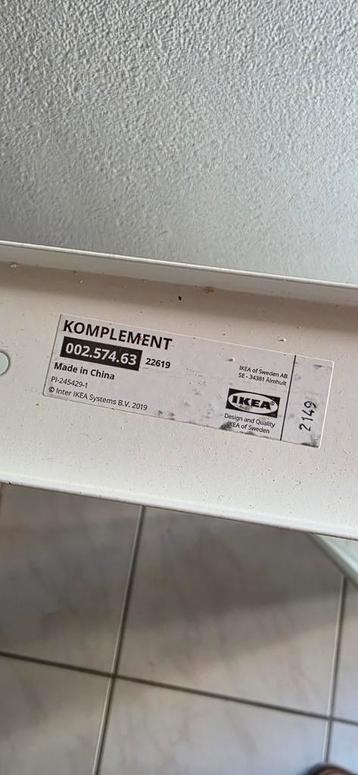 KOMPLEMENT
002.574.63 22619
Made in China
PI-245429-1
© Inter IKEA Systems B.V. 2019
IKEA of Sweden AB
SE - 34381 Älmhult
IKEA
Design and Quality
IKEA of Sweden
2149